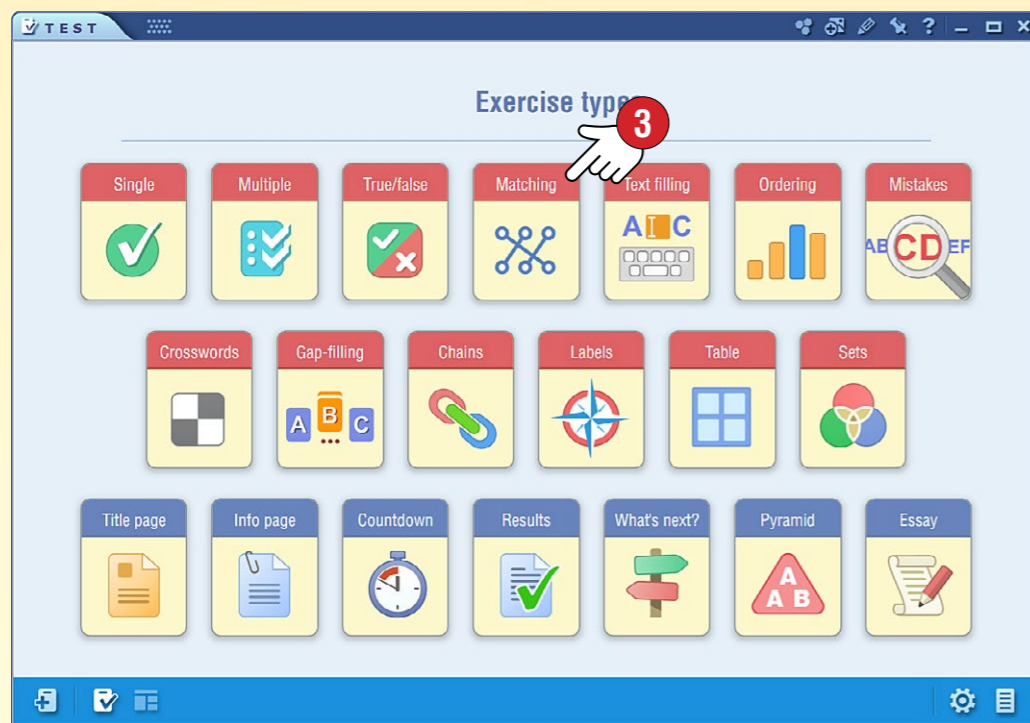 TEST
?
Exercise types
3
Single Multiple True/false Matching Text filling Ordering Mistakes
A I C
AB CD EF
Crosswords Gap-filling Chains Labels Table Sets
A B C
Title page Info page Countdown Results What's next? Pyramid Essay
A
A B